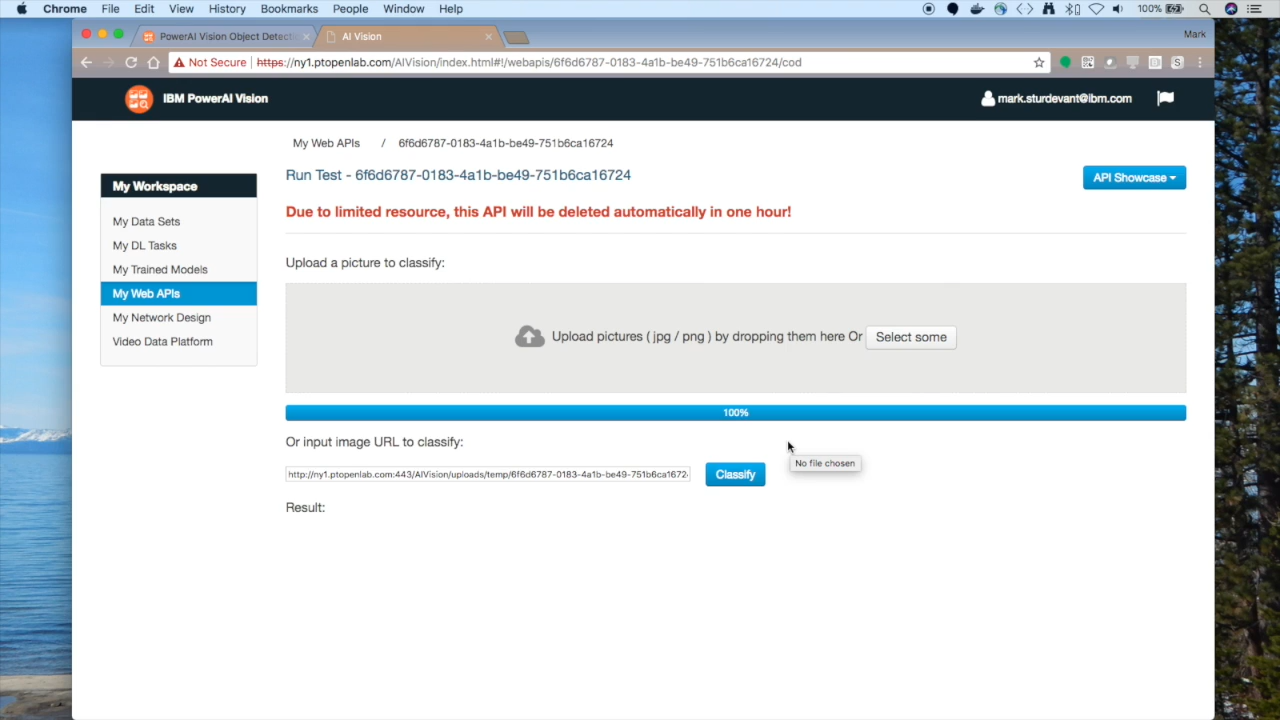 Chrome File Edit View History Bookmarks People Window Help 100%
PowerAI Vision Object Detecti AI Vision Mark
Not Secure https://ny1.ptopenlab.com/AIVision/index.html#!/webapis/6f6d6787-0183-4a1b-be49-751b6ca16724/cod
IBM PowerAI Vision mark.sturdevant@ibm.com
My Web APIs / 6f6d6787-0183-4a1b-be49-751b6ca16724
Run Test - 6f6d6787-0183-4a1b-be49-751b6ca16724 API Showcase
Due to limited resource, this API will be deleted automatically in one hour!
My Workspace
My Data Sets
My DL Tasks
My Trained Models
My Web APIs
My Network Design
Video Data Platform
Upload a picture to classify:
Upload pictures ( jpg / png ) by dropping them here Or Select some
100%
Or input image URL to classify:
No file chosen
http://ny1.ptopenlab.com:443/AIVision/uploads/temp/6f6d6787-0183-4a1b-be49-751b6ca1672 Classify
Result: